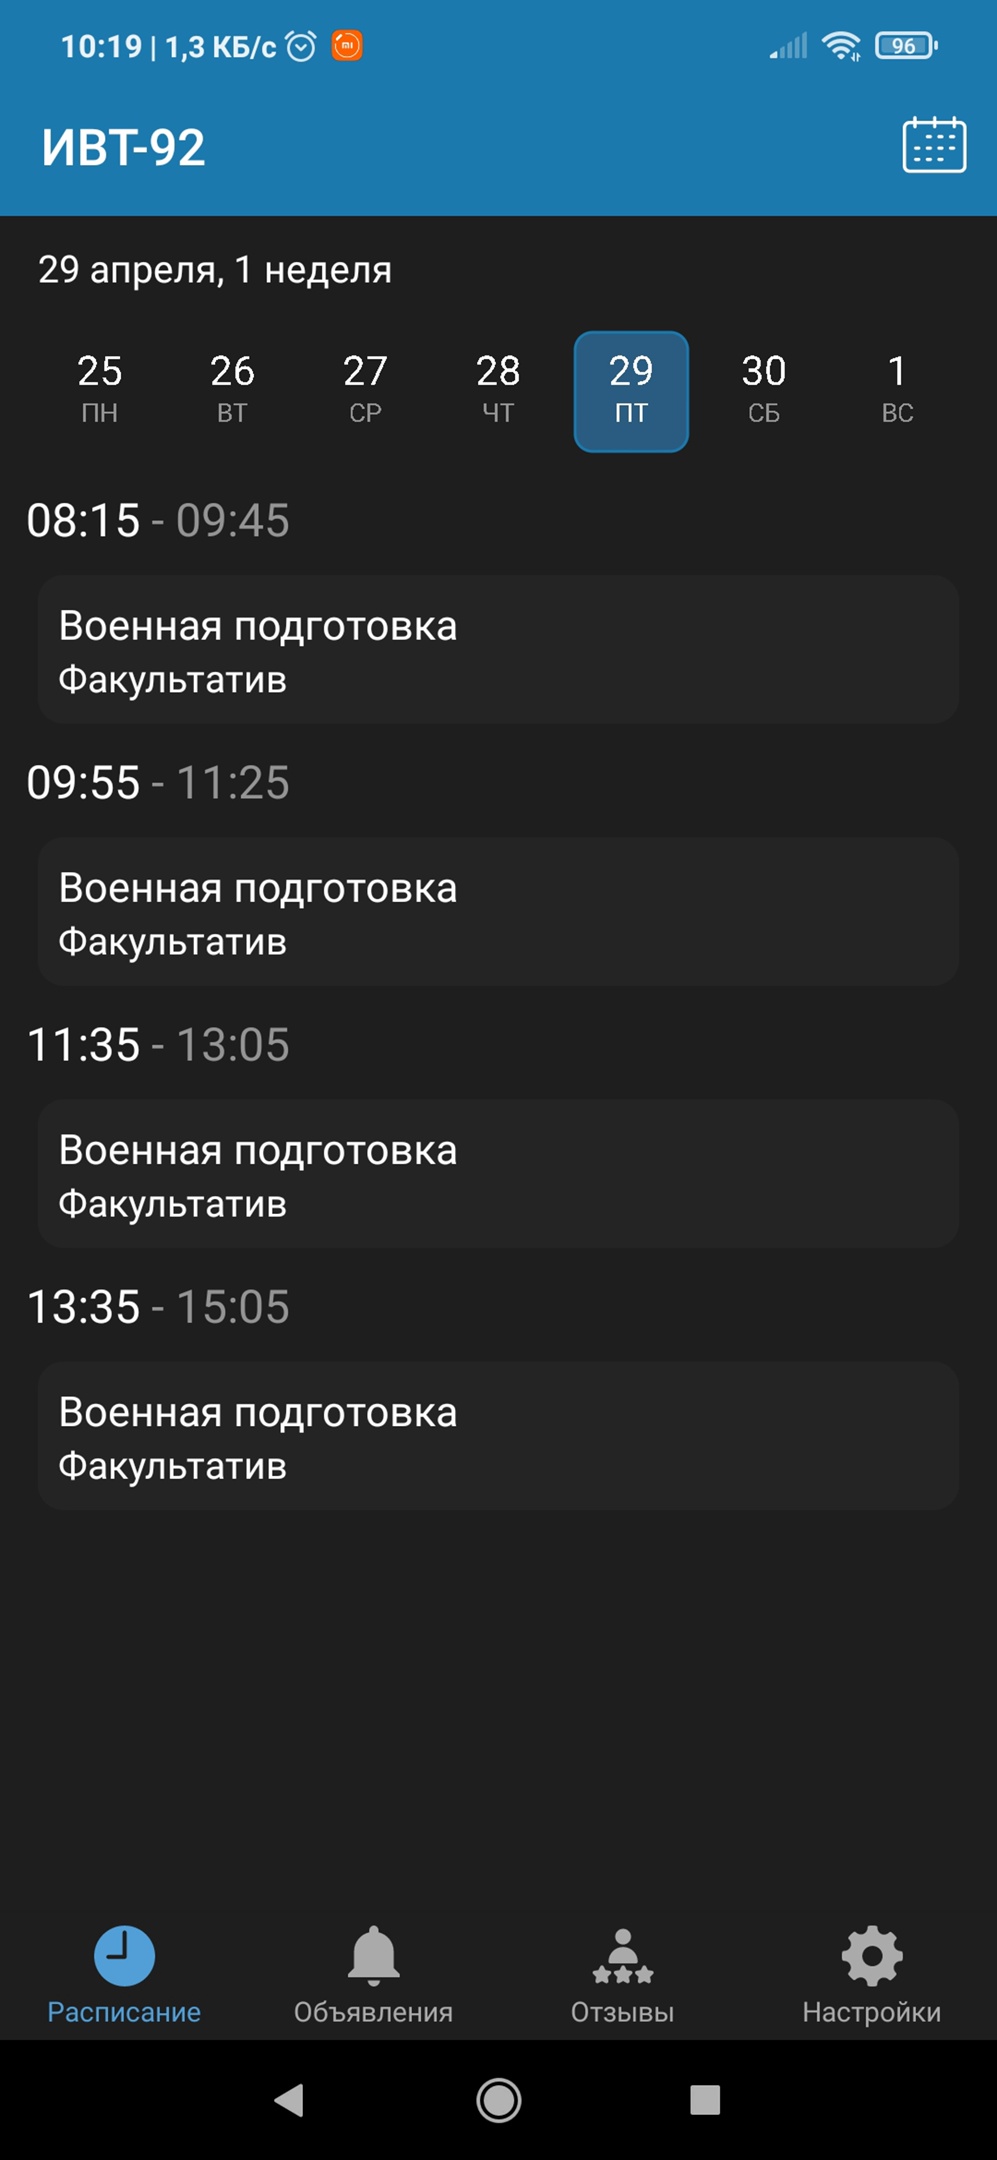 10:19 | 1,3 КБ/с
96
ИВТ-92
29 апреля, 1 неделя
25 26 27 28 29 30 1
ПН ВТ СР ЧТ ПТ СБ ВС
08:15 - 09:45
Военная подготовка
Факультатив
09:55 - 11:25
Военная подготовка
Факультатив
11:35 - 13:05
Военная подготовка
Факультатив
13:35 - 15:05
Военная подготовка
Факультатив
Расписание Объявления Отзывы Настройки